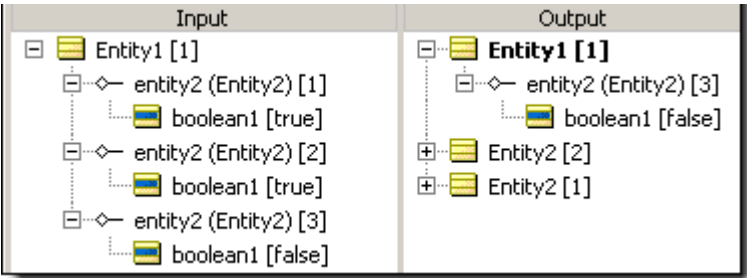 Input
Entity1 [1]
entity2 (Entity2) [1]
boolean1 [true]
entity2 (Entity2) [2]
boolean1 [true]
entity2 (Entity2) [3]
boolean1 [false]
Output
Entity1 [1]
entity2 (Entity2) [3]
boolean1 [false]
Entity2 [2]
Entity2 [1]